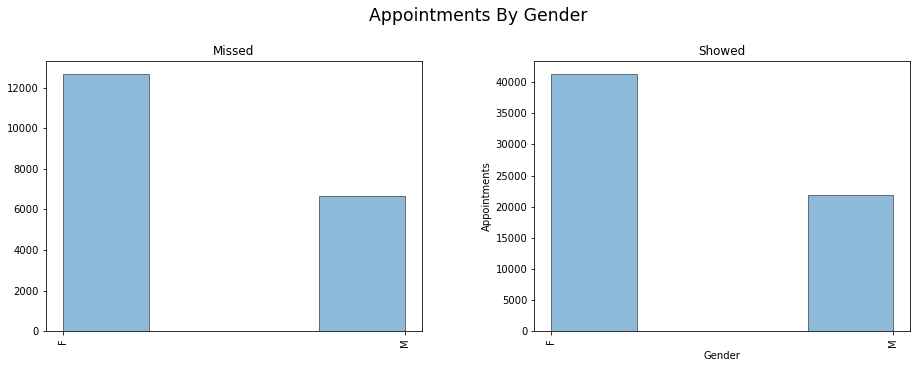 Appointments By Gender
Missed
12000
10000
8000
6000
4000
2000
0
F
M
Showed
Appointments
40000
35000
30000
25000
20000
15000
10000
5000
0
F
M
Gender